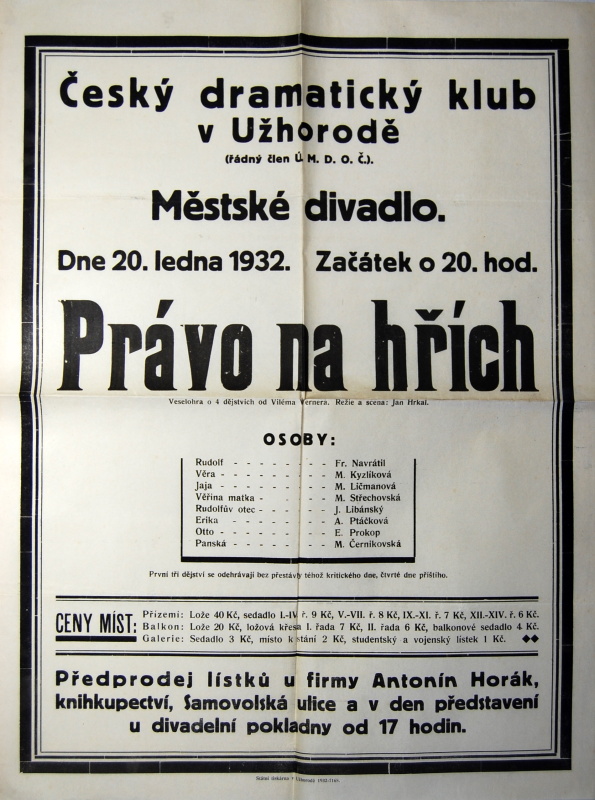 Český dramatický klub
v Užhorodě
(řádný člen Ú. M. D. O. Č.).
Městské divadlo.
Dne 20. ledna 1932. Začátek o 20. hod.
Právo na hřích
Veselohra o 4 dějstvích od Viléma Vernera. Režie a scena: Jan Hrkal.
OSOBY:
Rudolf - - - - - - - - Fr. Navrátil
Věra - - - - - - - - M. Kyzlíková
Jaja - - - - - - - - M. Ličmanová
Věřina matka - - - - - M. Střechovská
Rudolfův otec - - - - - - J. Libánský
Erika - - - - - - - - A. Ptáčková
Otto - - - - - - - - E. Prokop
Panská - - - - - - - M. Černikovská
První tři dějství se odehrávají bez přestávky téhož kritického dne, čtvrté dne příštího.
CENY MÍST:
Přízemí: Lože 40 Kč, sedadlo I.-IV ř. 9 Kč, V.-VII. ř. 8 Kč, IX.-XI. ř. 7 Kč, XII.-XIV. ř. 6 Kč.
Balkon: Lože 20 Kč, ložová křesa I. řada 7 Kč, II. řada 6 Kč, balkonové sedadlo 4 Kč.
Galerie: Sedadlo 3 Kč, místo k stání 2 Kč, studentský a vojenský lístek 1 Kč.
Předprodej lístků u firmy Antonín Horák,
knihkupectví, Samovolská ulice a v den představení
u divadelní pokladny od 17 hodin.
Státní tiskárna v Užhorodě 1932-